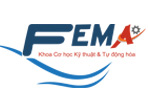 FEMA
Khoa Cơ học Kỹ thuật & Tự động hóa